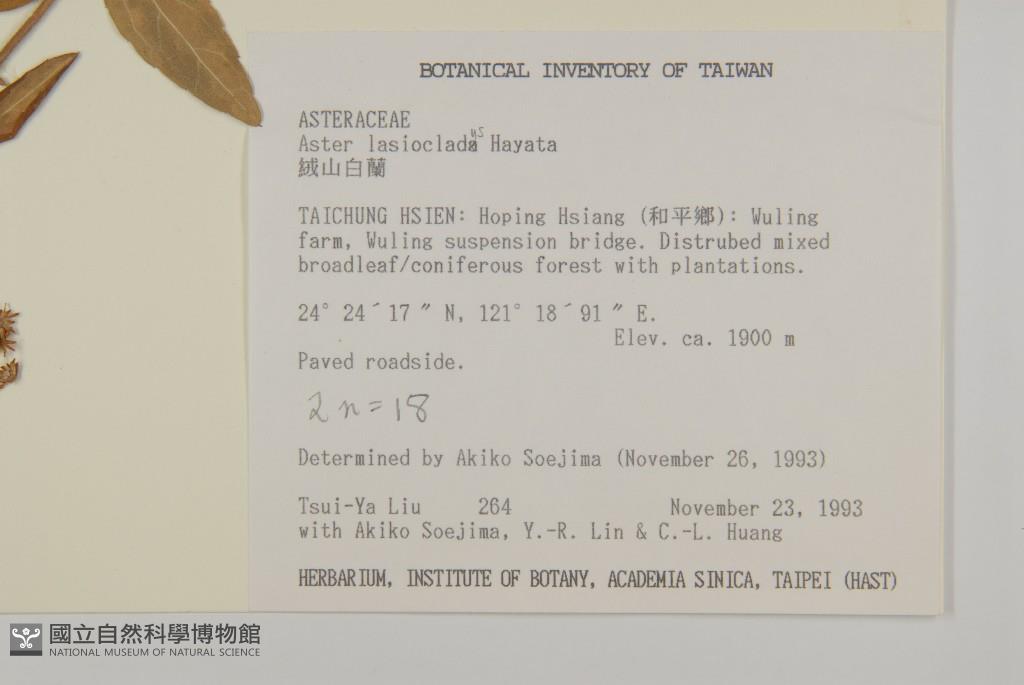 BOTANICAL INVENTORY OF TAIWAN
ASTERACEAE
Aster lasiocladys Hayata
絨山白蘭
TAICHUNG HSIEN: Hoping Hsiang (和平鄉): Wuling
farm, Wuling suspension bridge. Distrubed mixed
broadleaf/coniferous forest with plantations.
24° 24´17 ″ N, 121° 18´91 ″ E.
Elev. ca. 1900 m
Paved roadside.
2n=18
Determined by Akiko Soejima (November 26, 1993)
Tsui-Ya Liu 264 November 23, 1993
with Akiko Soejima, Y.-R. Lin & C.-L. Huang
HERBARIUM, INSTITUTE OF BOTANY, ACADEMIA SINICA, TAIPEI (HAST)
國立自然科學博物館
NATIONAL MUSEUM OF NATURAL SCIENCE